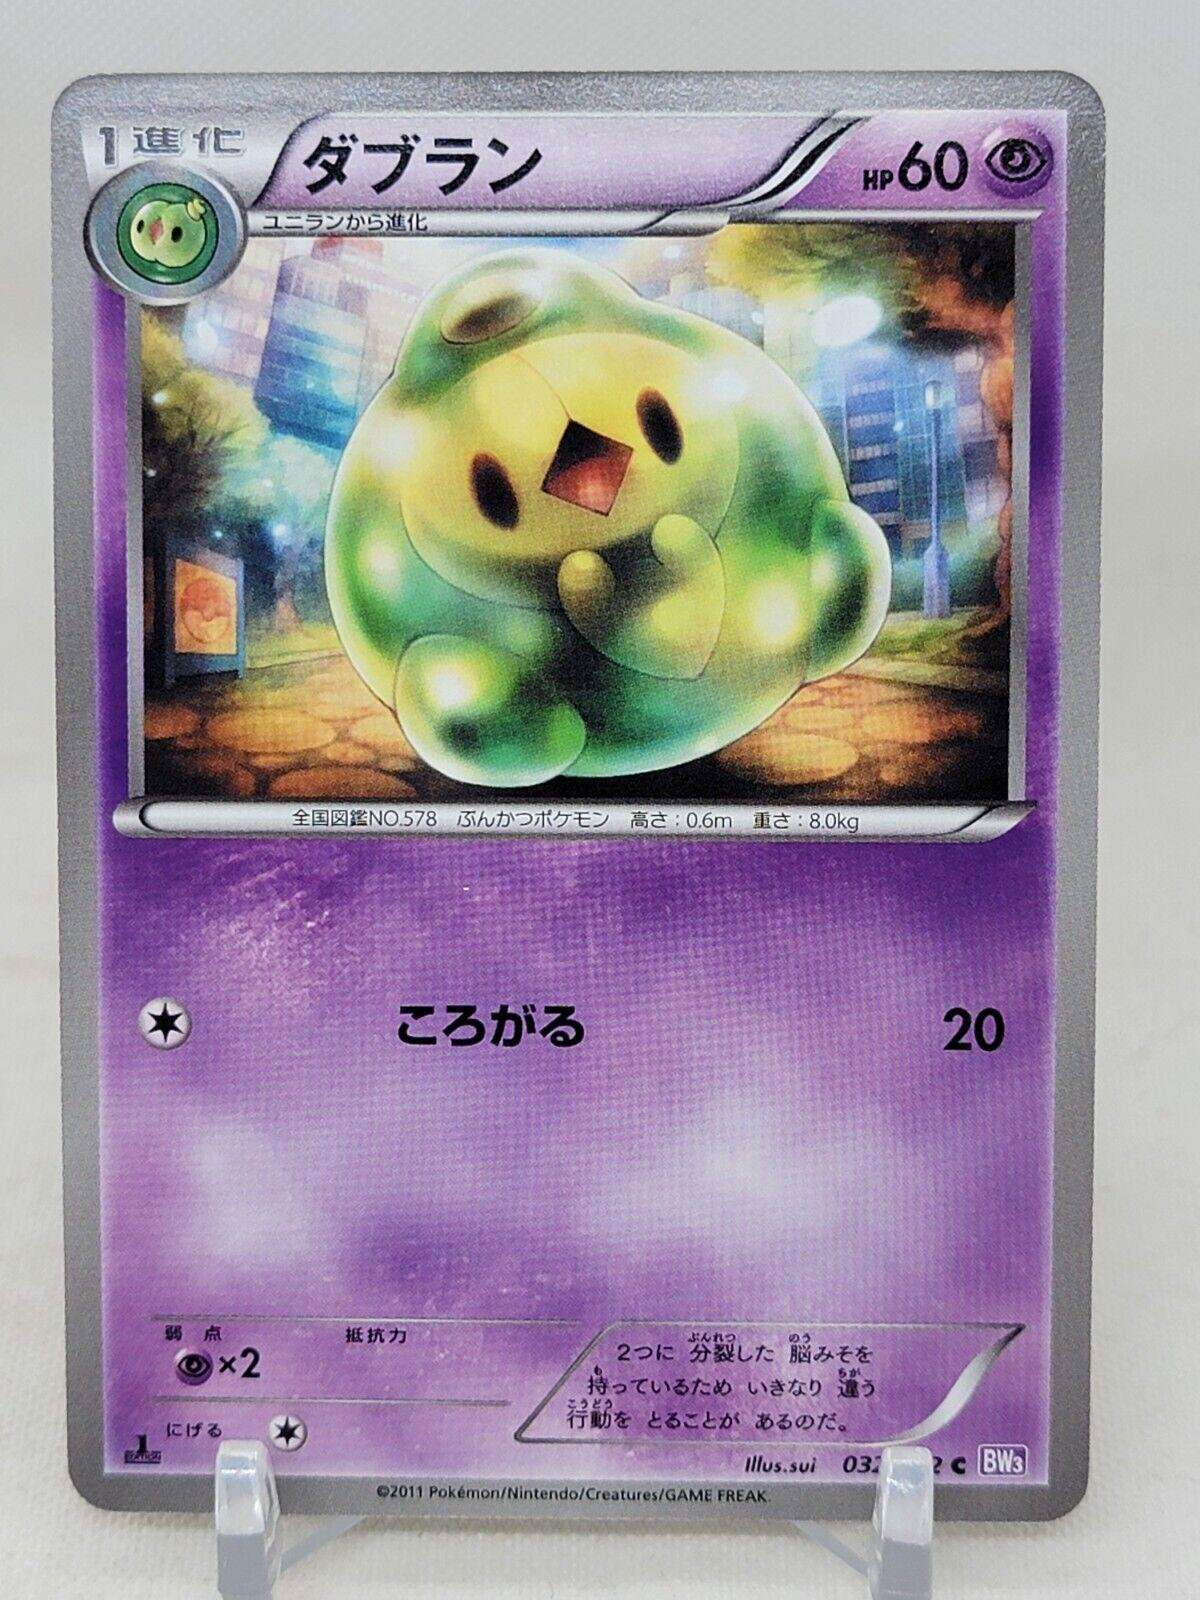 1進化
ダブラン
HP60
ユニランから進化
全国図鑑NO.578 ぶんかつポケモン 高さ：0.6m 重さ：8.0kg
ころがる 20
弱点 抵抗力
×2
にげる
2つに 分裂した 脳みそを
持っているため いきなり 違う
行動を とることが あるのだ。
Illus.sui C BW3
©2011 Pokémon/Nintendo/Creatures/GAME FREAK.